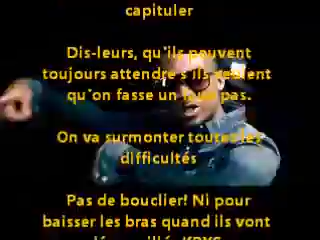 capituler
Dis-leurs, qu'ils peuvent
toujours attendre s'ils veulent
qu'on fasse un faux pas.
On va surmonter toutes les
difficultés
Pas de bouclier! Ni pour
baisser les bras quand ils vont